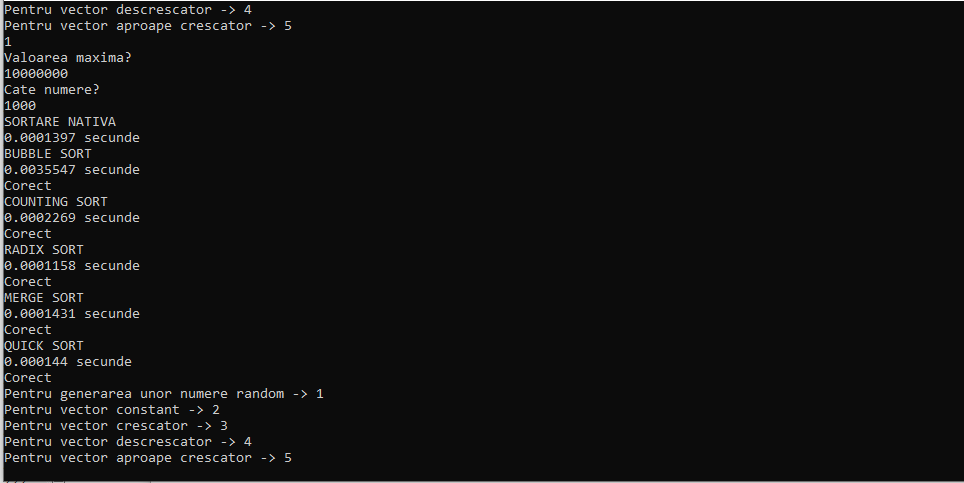 Pentru vector descrescator -> 4
Pentru vector aproape crescator -> 5
1
Valoarea maxima?
10000000
Cate numere?
1000
SORTARE NATIVA
0.0001397 secunde
BUBBLE SORT
0.0035547 secunde
Corect
COUNTING SORT
0.0002269 secunde
Corect
RADIX SORT
0.0001158 secunde
Corect
MERGE SORT
0.0001431 secunde
Corect
QUICK SORT
0.000144 secunde
Corect
Pentru generarea unor numere random -> 1
Pentru vector constant -> 2
Pentru vector crescator -> 3
Pentru vector descrescator -> 4
Pentru vector aproape crescator -> 5